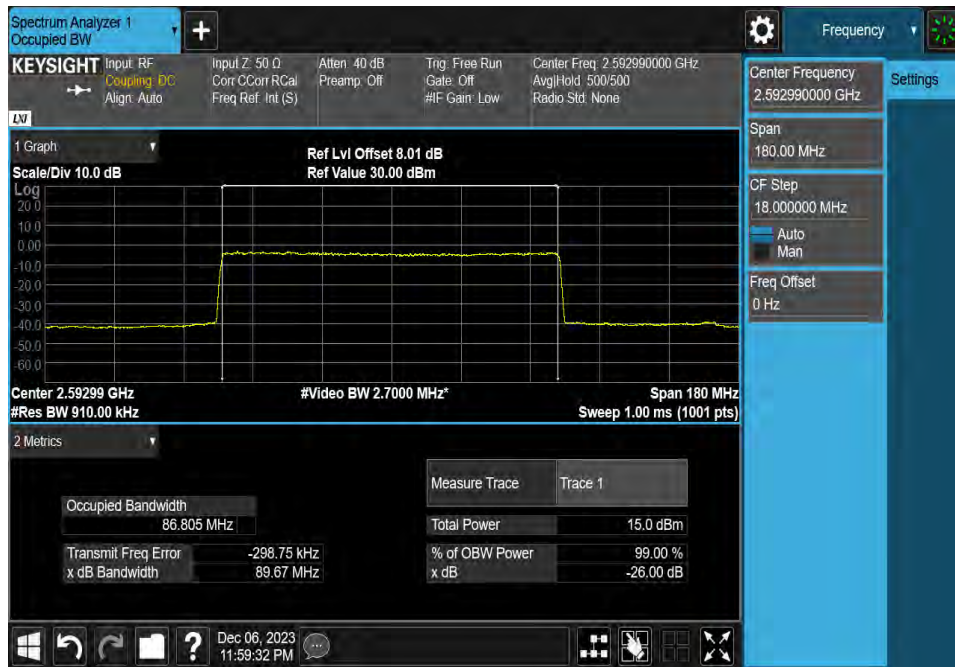 Spectrum Analyzer 1
Occupied BW
+
Frequency
KEYSIGHT
Input: RF
Coupling: DC
Align: Auto
Input Z: 50 Ω
Corr CCorr RCal
Freq Ref: Int (S)
Atten: 40 dB
Preamp: Off
Trig: Free Run
Gate: Off
#IF Gain: Low
Center Freq: 2.592990000 GHz
Avg|Hold: 500/500
Radio Std: None
LXI
Center Frequency
2.592990000 GHz
Settings
Span
180.00 MHz
CF Step
18.000000 MHz
Auto
Man
Freq Offset
0 Hz
1 Graph
Scale/Div 10.0 dB
Ref Lvl Offset 8.01 dB
Ref Value 30.00 dBm
Log
20.0
10.0
0.00
-10.0
-20.0
-30.0
-40.0
-50.0
-60.0
Center 2.59299 GHz
#Video BW 2.7000 MHz*
Span 180 MHz
#Res BW 910.00 kHz
Sweep 1.00 ms (1001 pts)
2 Metrics
Measure Trace Trace 1
Occupied Bandwidth
86.805 MHz
Total Power 15.0 dBm
Transmit Freq Error -298.75 kHz
% of OBW Power 99.00 %
x dB Bandwidth 89.67 MHz
x dB -26.00 dB
?
Dec 06, 2023
11:59:32 PM